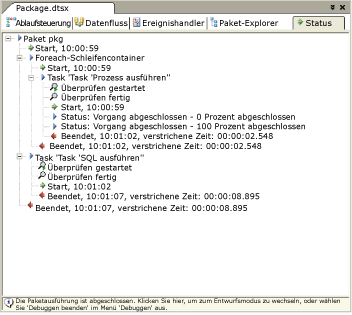 Package.dtsx
Ablaufsteuerung Datenfluss Ereignishandler Paket-Explorer Status
Paket pkg
Start, 10:00:59
Foreach-Schleifencontainer
Start, 10:00:59
Task "Task 'Prozess ausführen'"
Überprüfen gestartet
Überprüfen fertig
Start, 10:00:59
Status: Vorgang abgeschlossen - 0 Prozent abgeschlossen
Status: Vorgang abgeschlossen - 100 Prozent abgeschlossen
Beendet, 10:01:02, verstrichene Zeit: 00:00:02.548
Beendet, 10:01:02, verstrichene Zeit: 00:00:02.548
Task "Task 'SQL ausführen'"
Überprüfen gestartet
Überprüfen fertig
Start, 10:01:02
Beendet, 10:01:07, verstrichene Zeit: 00:00:08.895
Beendet, 10:01:07, verstrichene Zeit: 00:00:08.895
Die Paketausführung ist abgeschlossen. Klicken Sie hier, um zum Entwurfsmodus zu wechseln, oder wählen
Sie 'Debuggen beenden' im Menü 'Debuggen' aus.